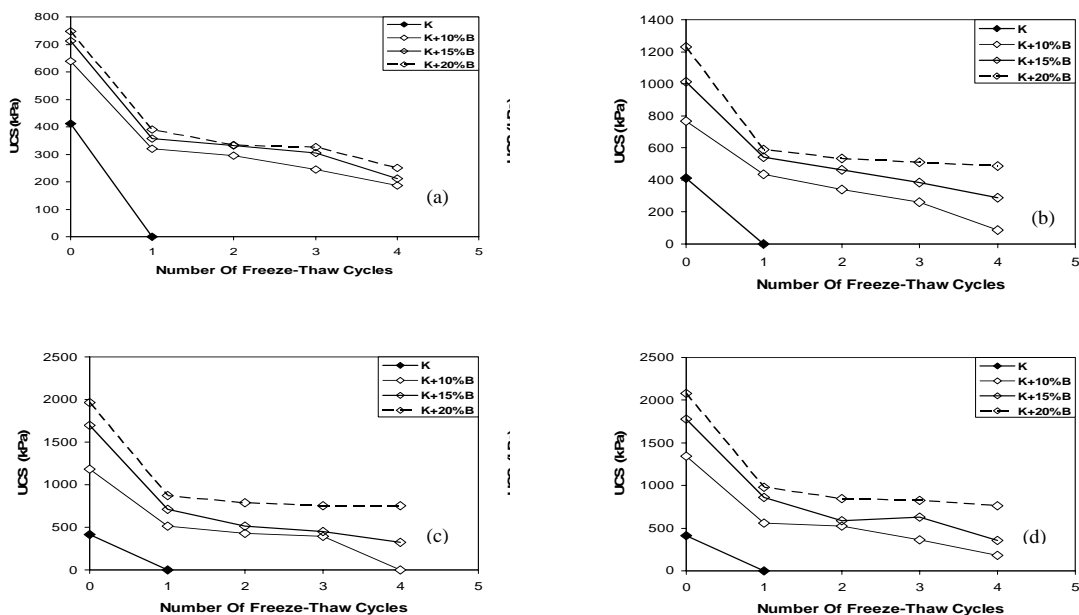 800
700
600
500
400
300
200
100
0
UCS (kPa)
0 1 2 3 4 5
Number Of Freeze-Thaw Cycles
K
K+10%B
K+15%B
K+20%B
(a)
1400
1200
1000
800
600
400
200
0
0 1 2 3 4 5
Number Of Freeze-Thaw Cycles
K
K+10%B
K+15%B
K+20%B
(b)
2500
2000
1500
1000
500
0
UCS (kPa)
0 1 2 3 4 5
Number Of Freeze-Thaw Cycles
K
K+10%B
K+15%B
K+20%B
(c)
2500
2000
1500
1000
500
0
0 1 2 3 4 5
Number Of Freeze-Thaw Cycles
K
K+10%B
K+15%B
K+20%B
(d)